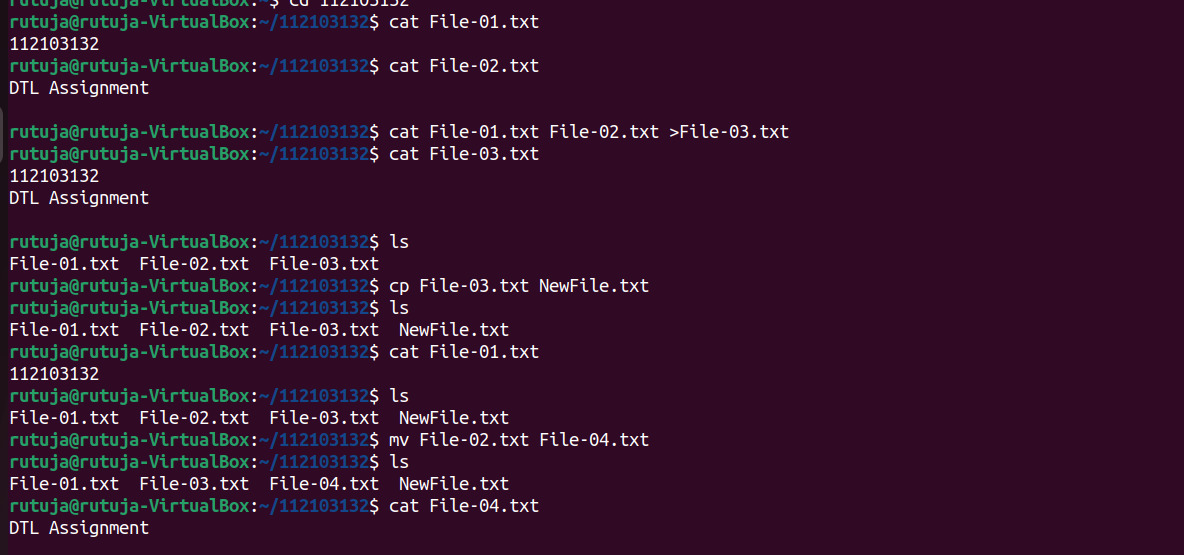 rutuja@rutuja-VirtualBox:~$ cd 112103132
rutuja@rutuja-VirtualBox:~/112103132$ cat File-01.txt
112103132
rutuja@rutuja-VirtualBox:~/112103132$ cat File-02.txt
DTL Assignment
rutuja@rutuja-VirtualBox:~/112103132$ cat File-01.txt File-02.txt >File-03.txt
rutuja@rutuja-VirtualBox:~/112103132$ cat File-03.txt
112103132
DTL Assignment
rutuja@rutuja-VirtualBox:~/112103132$ ls
File-01.txt  File-02.txt  File-03.txt
rutuja@rutuja-VirtualBox:~/112103132$ cp File-03.txt NewFile.txt
rutuja@rutuja-VirtualBox:~/112103132$ ls
File-01.txt  File-02.txt  File-03.txt  NewFile.txt
rutuja@rutuja-VirtualBox:~/112103132$ cat File-01.txt
112103132
rutuja@rutuja-VirtualBox:~/112103132$ ls
File-01.txt  File-02.txt  File-03.txt  NewFile.txt
rutuja@rutuja-VirtualBox:~/112103132$ mv File-02.txt File-04.txt
rutuja@rutuja-VirtualBox:~/112103132$ ls
File-01.txt  File-03.txt  File-04.txt  NewFile.txt
rutuja@rutuja-VirtualBox:~/112103132$ cat File-04.txt
DTL Assignment